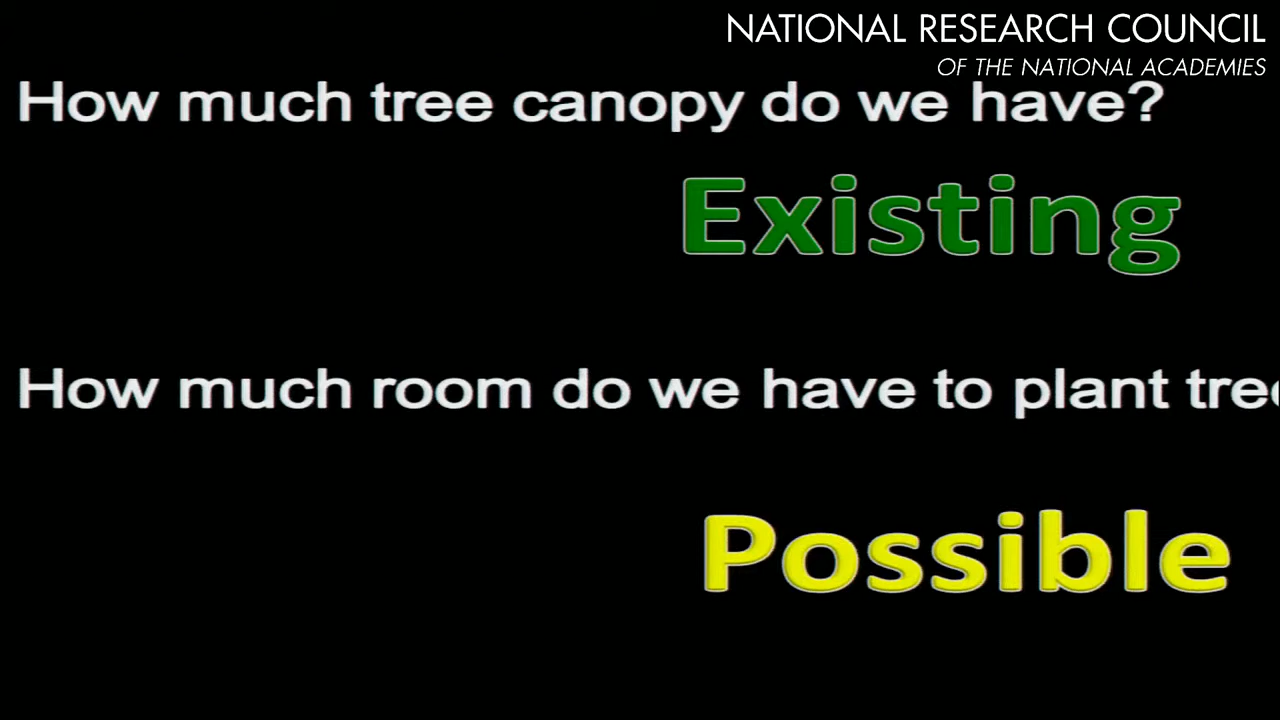 NATIONAL RESEARCH COUNCIL
OF THE NATIONAL ACADEMIES
How much tree canopy do we have?
Existing
How much room do we have to plant
Possible